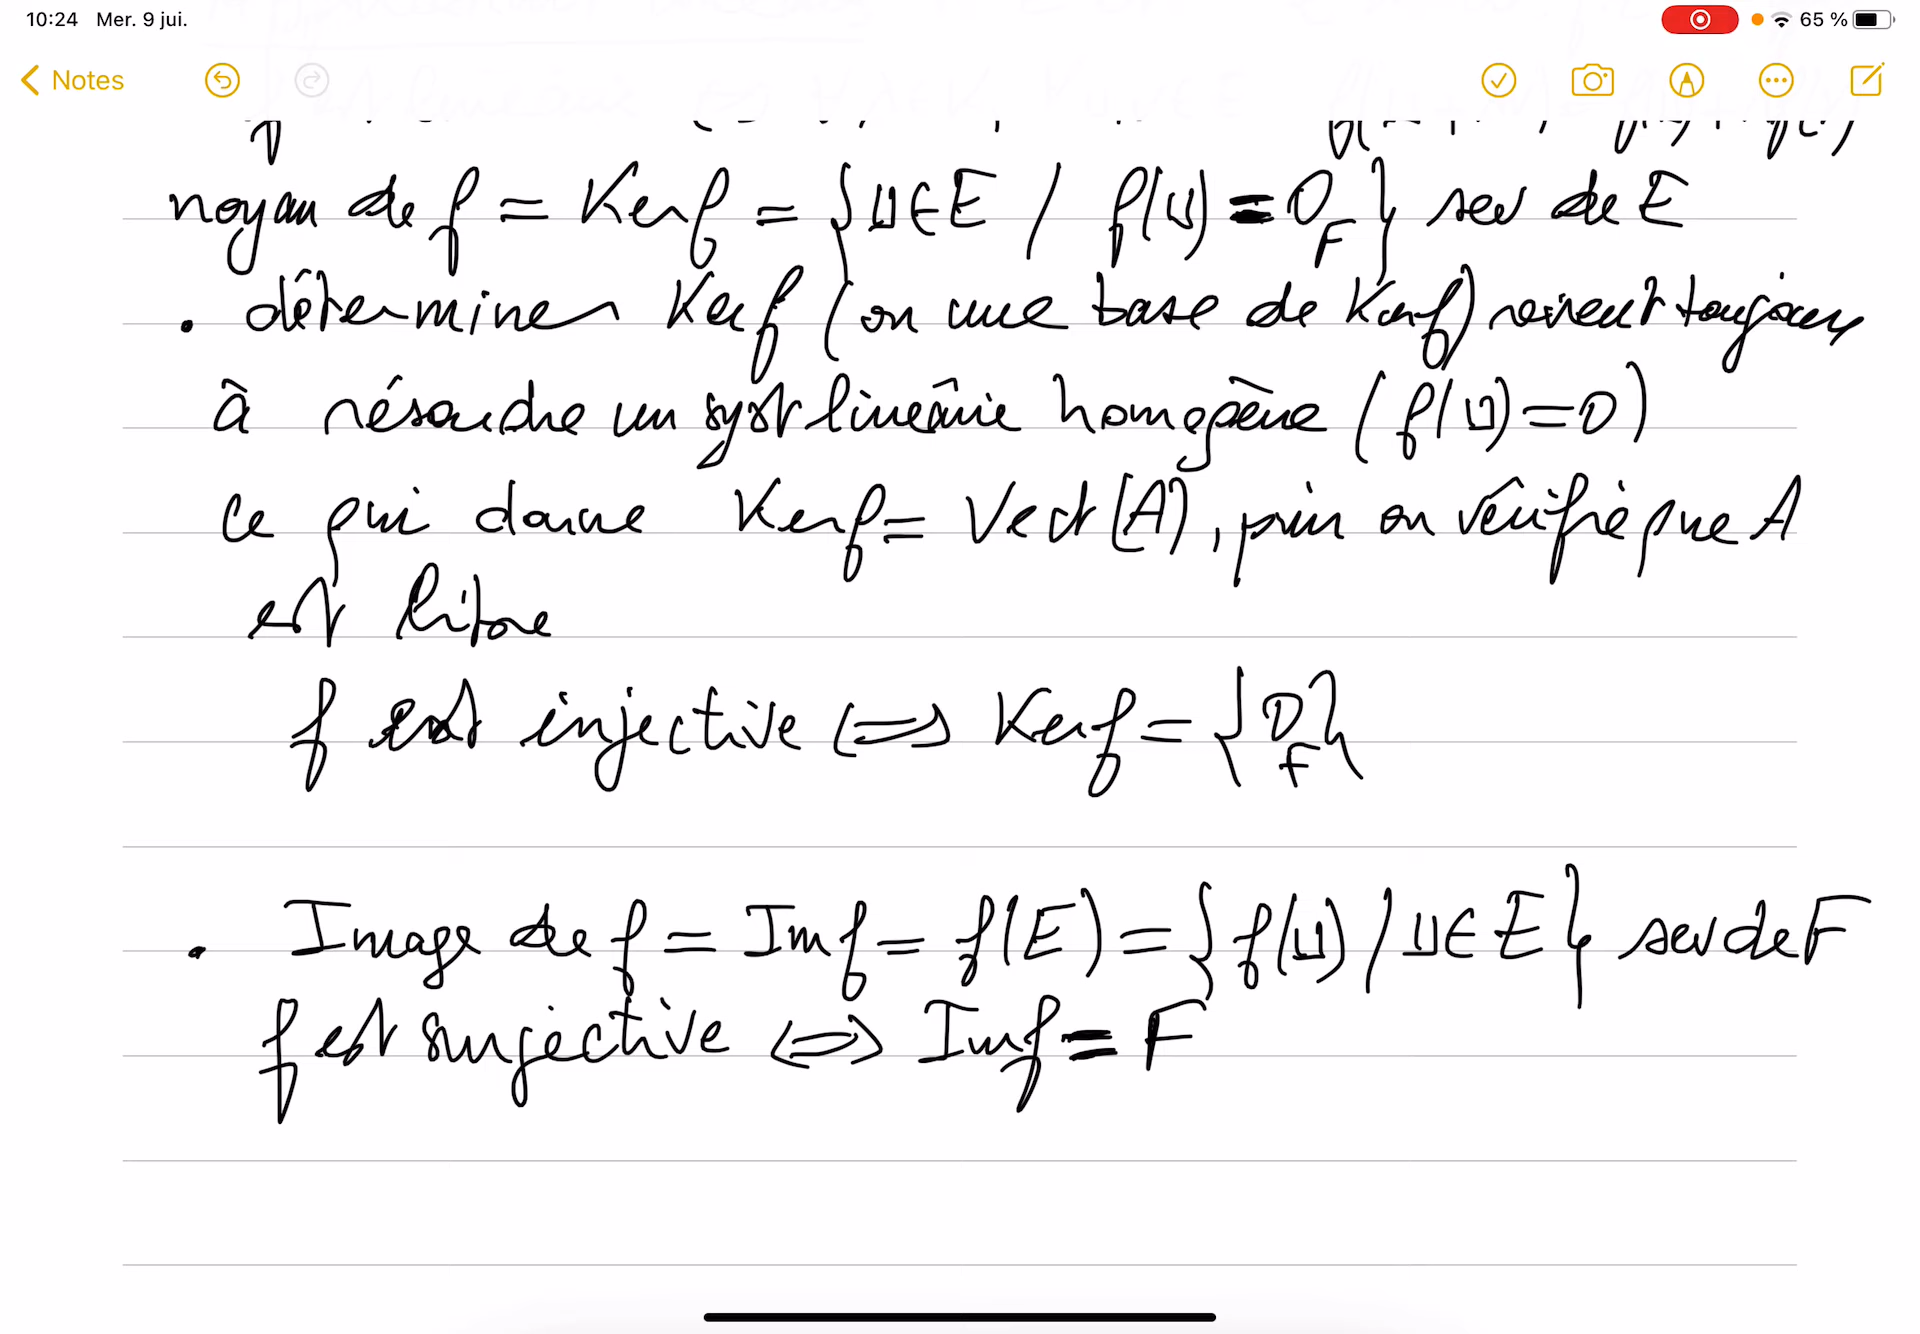 10:24 Mer. 9 jui.
65 %
Notes
noyau de f = Ker f = { u ∈ E / f(u) = 0_F } sev de E
. déterminer Ker f (ou une base de Ker f) revient toujours
à résoudre un syst linéaire homogène ( f(u) = 0 )
ce qui donne Ker f = Vect(A), puis on vérifie que A
est libre
f est injective ⟺ Ker f = { 0_F }
. Image de f = Im f = f(E) = { f(u) / u ∈ E } sev de F
f est surjective ⟺ Im f = F